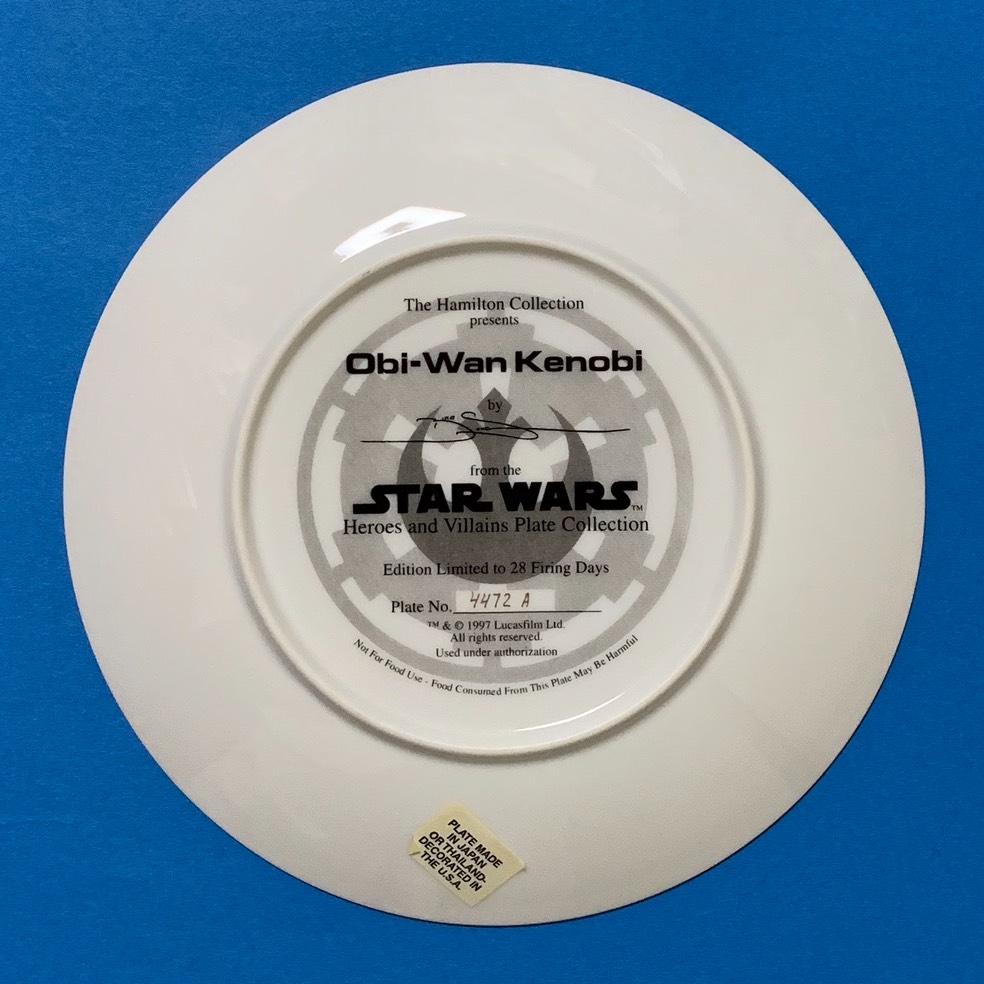 The Hamilton Collection
presents
Obi-Wan Kenobi
by
from the
STAR WARS™
Heroes and Villains Plate Collection
Edition Limited to 28 Firing Days
Plate No. 4472 A
™ & © 1997 Lucasfilm Ltd.
All rights reserved.
Used under authorization
Not For Food Use - Food Consumed From This Plate May Be Harmful
PLATE MADE
IN JAPAN
OR THAILAND-
DECORATED IN
THE U.S.A.